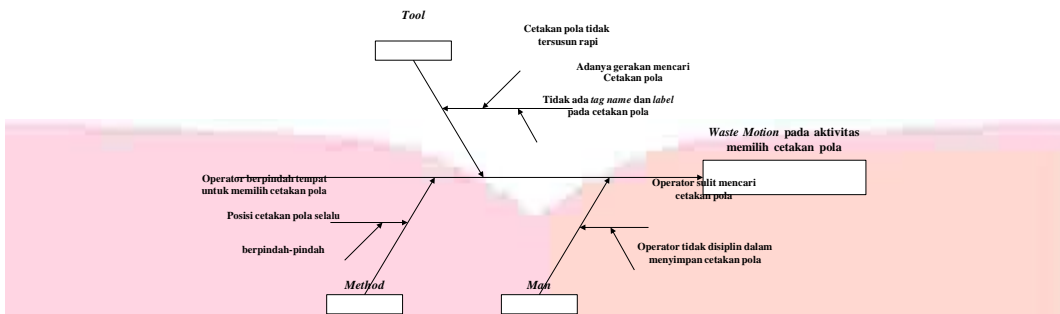 Tool
Cetakan pola tidak
tersusun rapi
Adanya gerakan mencari
Cetakan pola
Tidak ada tag name dan label
pada cetakan pola
Waste Motion pada aktivitas
memilih cetakan pola
Operator berpindah tempat
untuk memilih cetakan pola
Operator sulit mencari
cetakan pola
Posisi cetakan pola selalu
berpindah-pindah
Operator tidak disiplin dalam
menyimpan cetakan pola
Method
Man